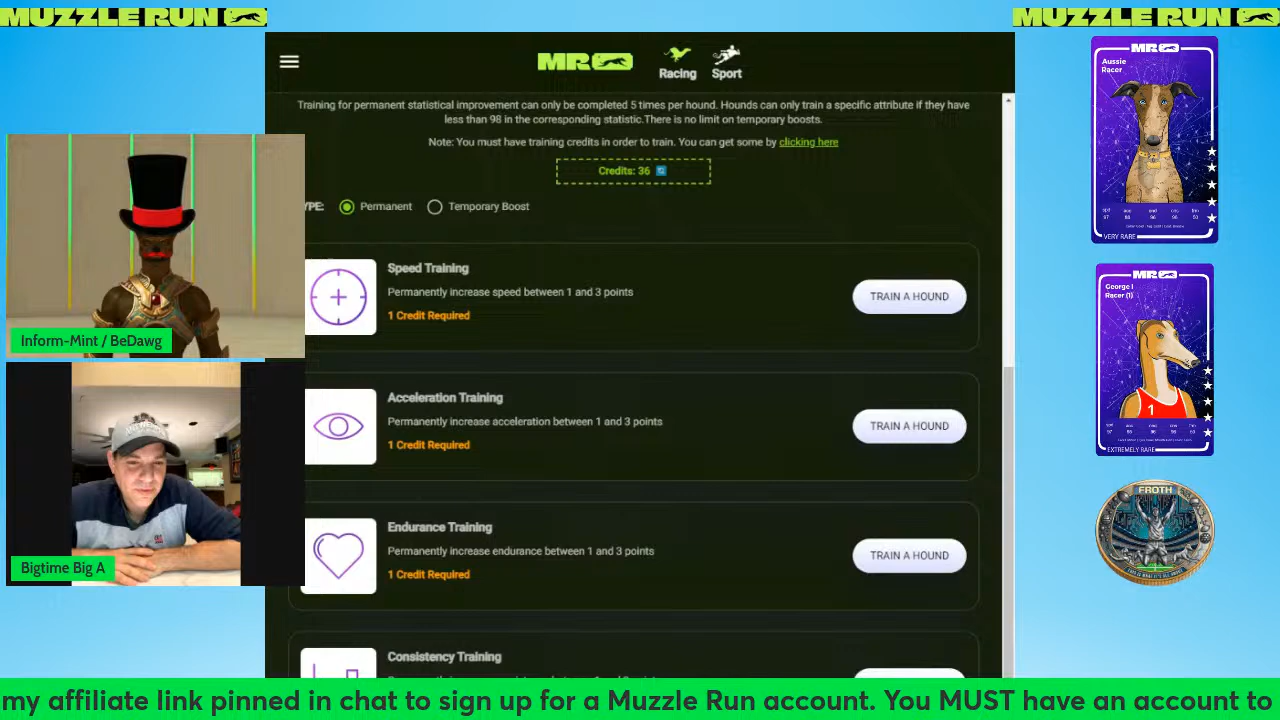 MUZZLE RUN
MUZZLE RUN
MR
Racing
Sport
Training for permanent statistical improvement can only be completed 5 times per hound. Hounds can only train a specific attribute if they have
less than 98 in the corresponding statistic.There is no limit on temporary boosts.
Note: You must have training credits in order to train. You can get some by clicking here
Credits: 36
YPE:
Permanent
Temporary Boost
Speed Training
Permanently increase speed between 1 and 3 points
1 Credit Required
TRAIN A HOUND
Acceleration Training
Permanently increase acceleration between 1 and 3 points
1 Credit Required
TRAIN A HOUND
Endurance Training
Permanently increase endurance between 1 and 3 points
1 Credit Required
TRAIN A HOUND
Consistency Training
Inform-Mint / BeDawg
Bigtime Big A
MR
Aussie
Racer
VERY RARE
MR
George I
Racer (1)
1
EXTREMELY RARE
FROTH
my affiliate link pinned in chat to sign up for a Muzzle Run account. You MUST have an account to